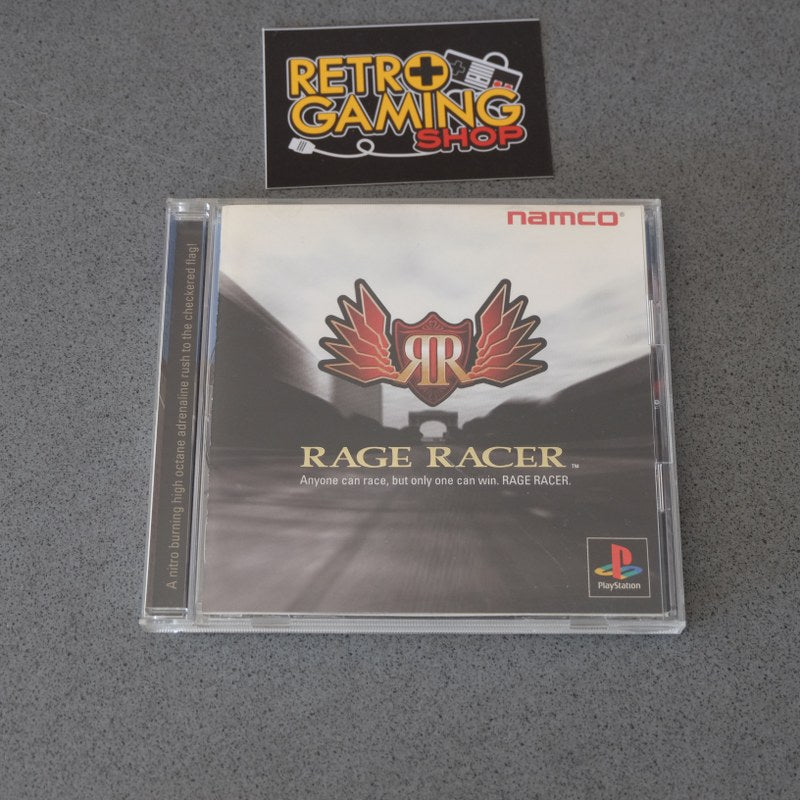 RETRO
GAMING
SHOP
namco®
RR
RAGE RACER™
Anyone can race, but only one can win. RAGE RACER.
PlayStation
A nitro burning high octane adrenaline rush to the checkered flag!